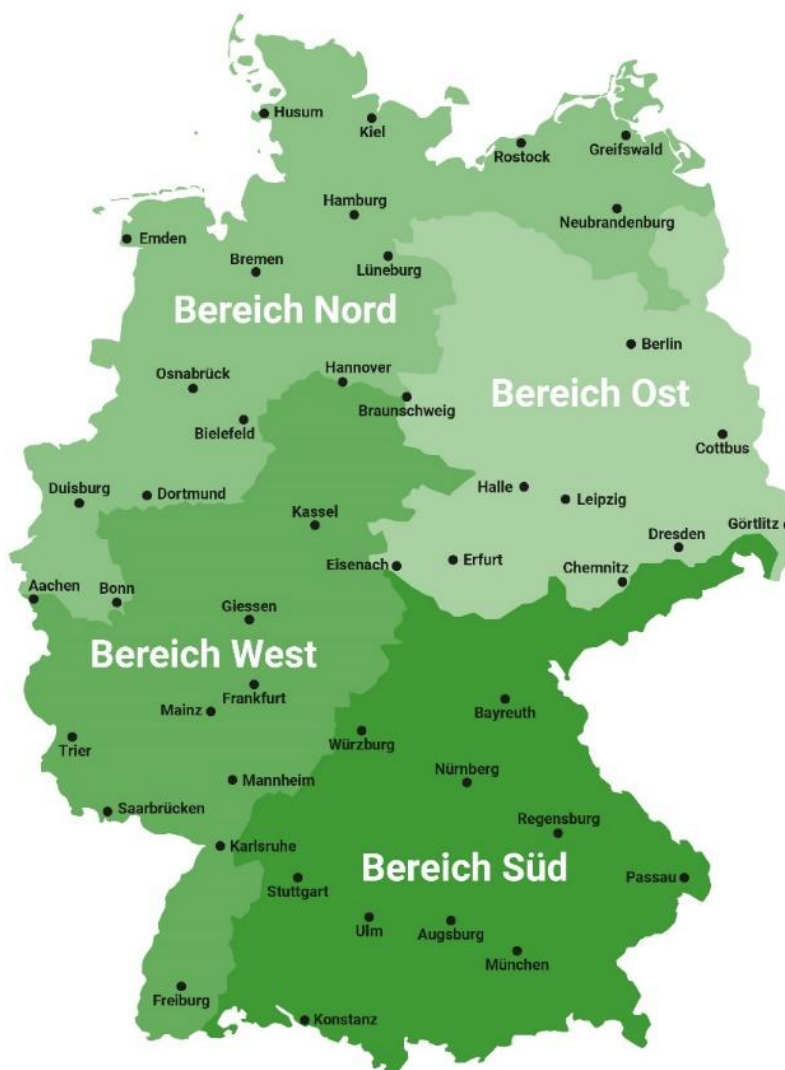 Husum
Kiel
Rostock
Greifswald
Hamburg
Neubrandenburg
Emden
Bremen
Lüneburg
Bereich Nord
Berlin
Osnabrück
Hannover
Bereich Ost
Braunschweig
Bielefeld
Cottbus
Duisburg
Dortmund
Halle
Leipzig
Kassel
Görtlitz
Dresden
Eisenach
Erfurt
Chemnitz
Aachen
Bonn
Giessen
Bereich West
Frankfurt
Mainz
Bayreuth
Trier
Würzburg
Nürnberg
Mannheim
Saarbrücken
Regensburg
Karlsruhe
Bereich Süd
Stuttgart
Passau
Ulm
Augsburg
München
Freiburg
Konstanz